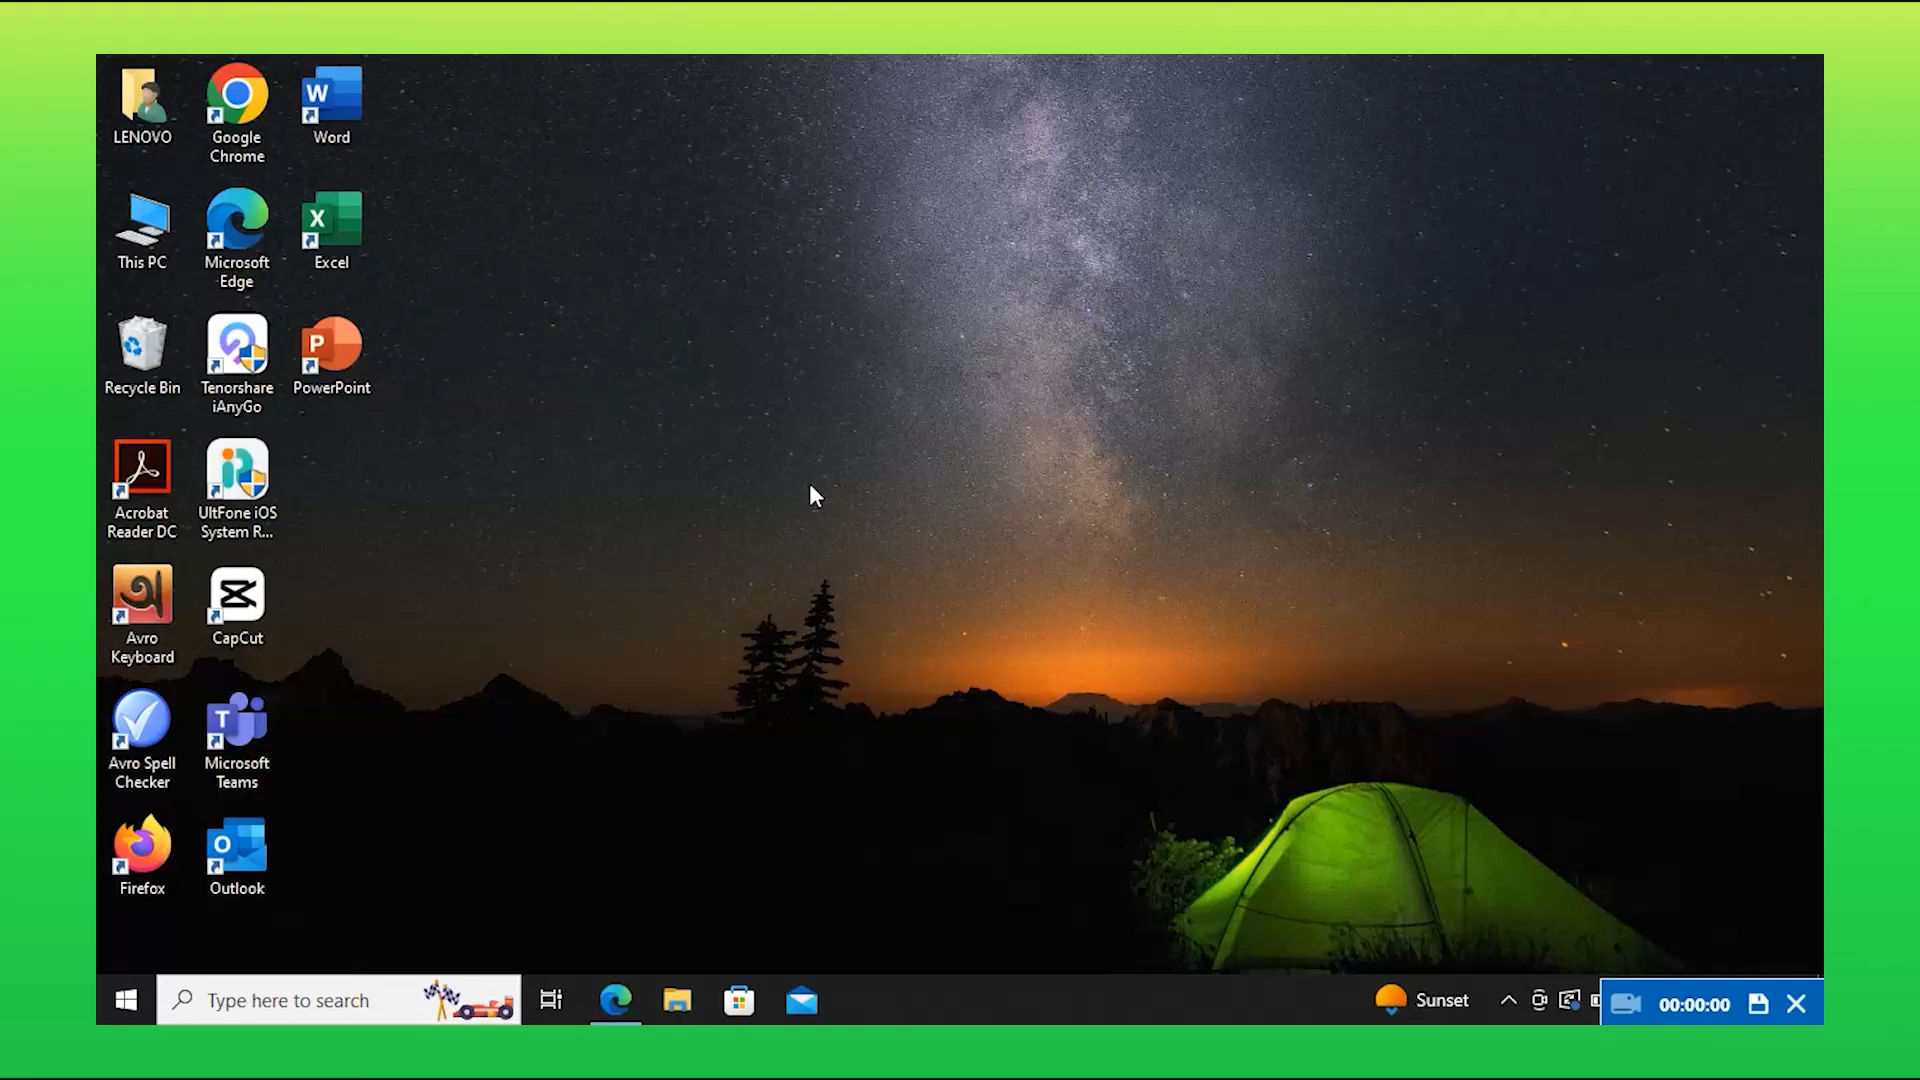 LENOVO
Google
Chrome
Word
This PC
Microsoft
Edge
Excel
Recycle Bin
Tenorshare
iAnyGo
PowerPoint
Acrobat
Reader DC
UltFone iOS
System R...
Avro
Keyboard
CapCut
Avro Spell
Checker
Microsoft
Teams
Firefox
Outlook
Type here to search
Sunset
00:00:00